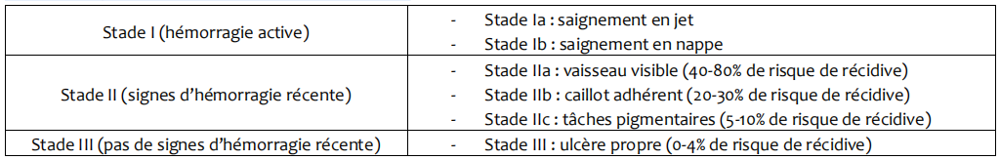 Stade I (hémorragie active)
- Stade Ia : saignement en jet
- Stade Ib : saignement en nappe
Stade II (signes d’hémorragie récente)
- Stade IIa : vaisseau visible (40-80% de risque de récidive)
- Stade IIb : caillot adhérent (20-30% de risque de récidive)
- Stade IIc : tâches pigmentaires (5-10% de risque de récidive)
Stade III (pas de signes d’hémorragie récente)
- Stade III : ulcère propre (0-4% de risque de récidive)